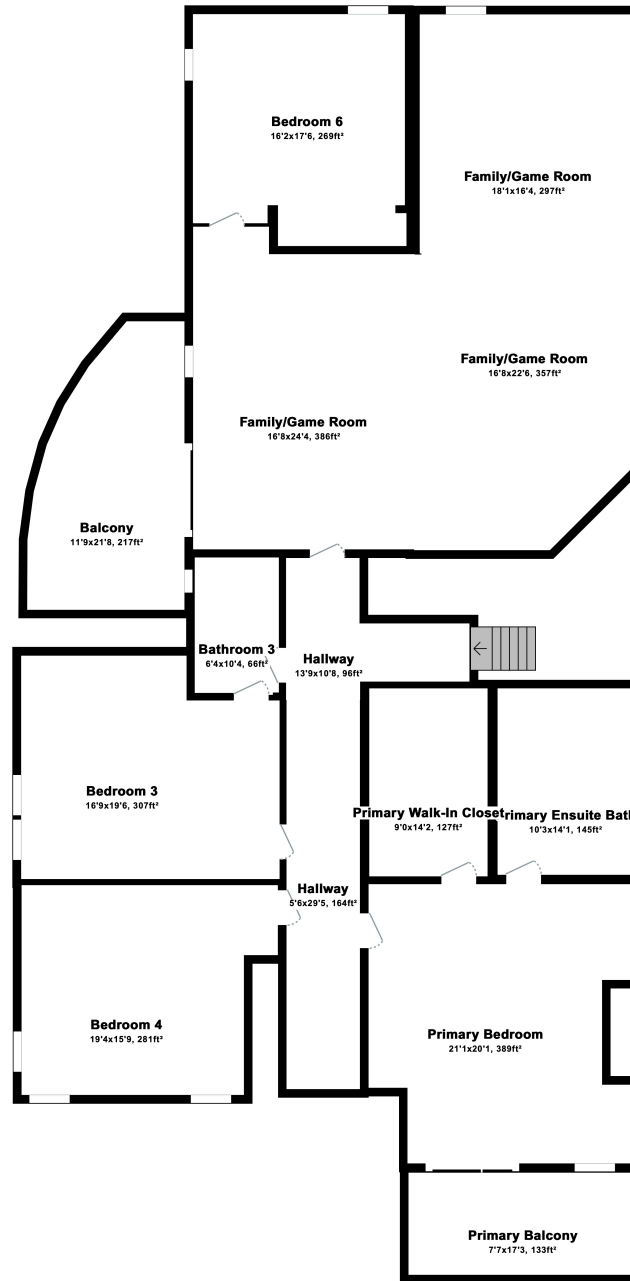 Bedroom 6
16'2x17'6, 269ft²
Family/Game Room
18'1x16'4, 297ft²
Family/Game Room
16'8x22'6, 357ft²
Family/Game Room
16'8x24'4, 386ft²
Balcony
11'9x21'8, 217ft²
Bathroom 3
6'4x10'4, 66ft²
Hallway
13'9x10'8, 96ft²
Bedroom 3
16'9x19'6, 307ft²
Primary Walk-In Closet
9'0x14'2, 127ft²
rimary Ensuite Bat
10'3x14'1, 145ft²
Hallway
5'6x29'5, 164ft²
Bedroom 4
19'4x15'9, 281ft²
Primary Bedroom
21'1x20'1, 389ft²
Primary Balcony
7'7x17'3, 133ft²